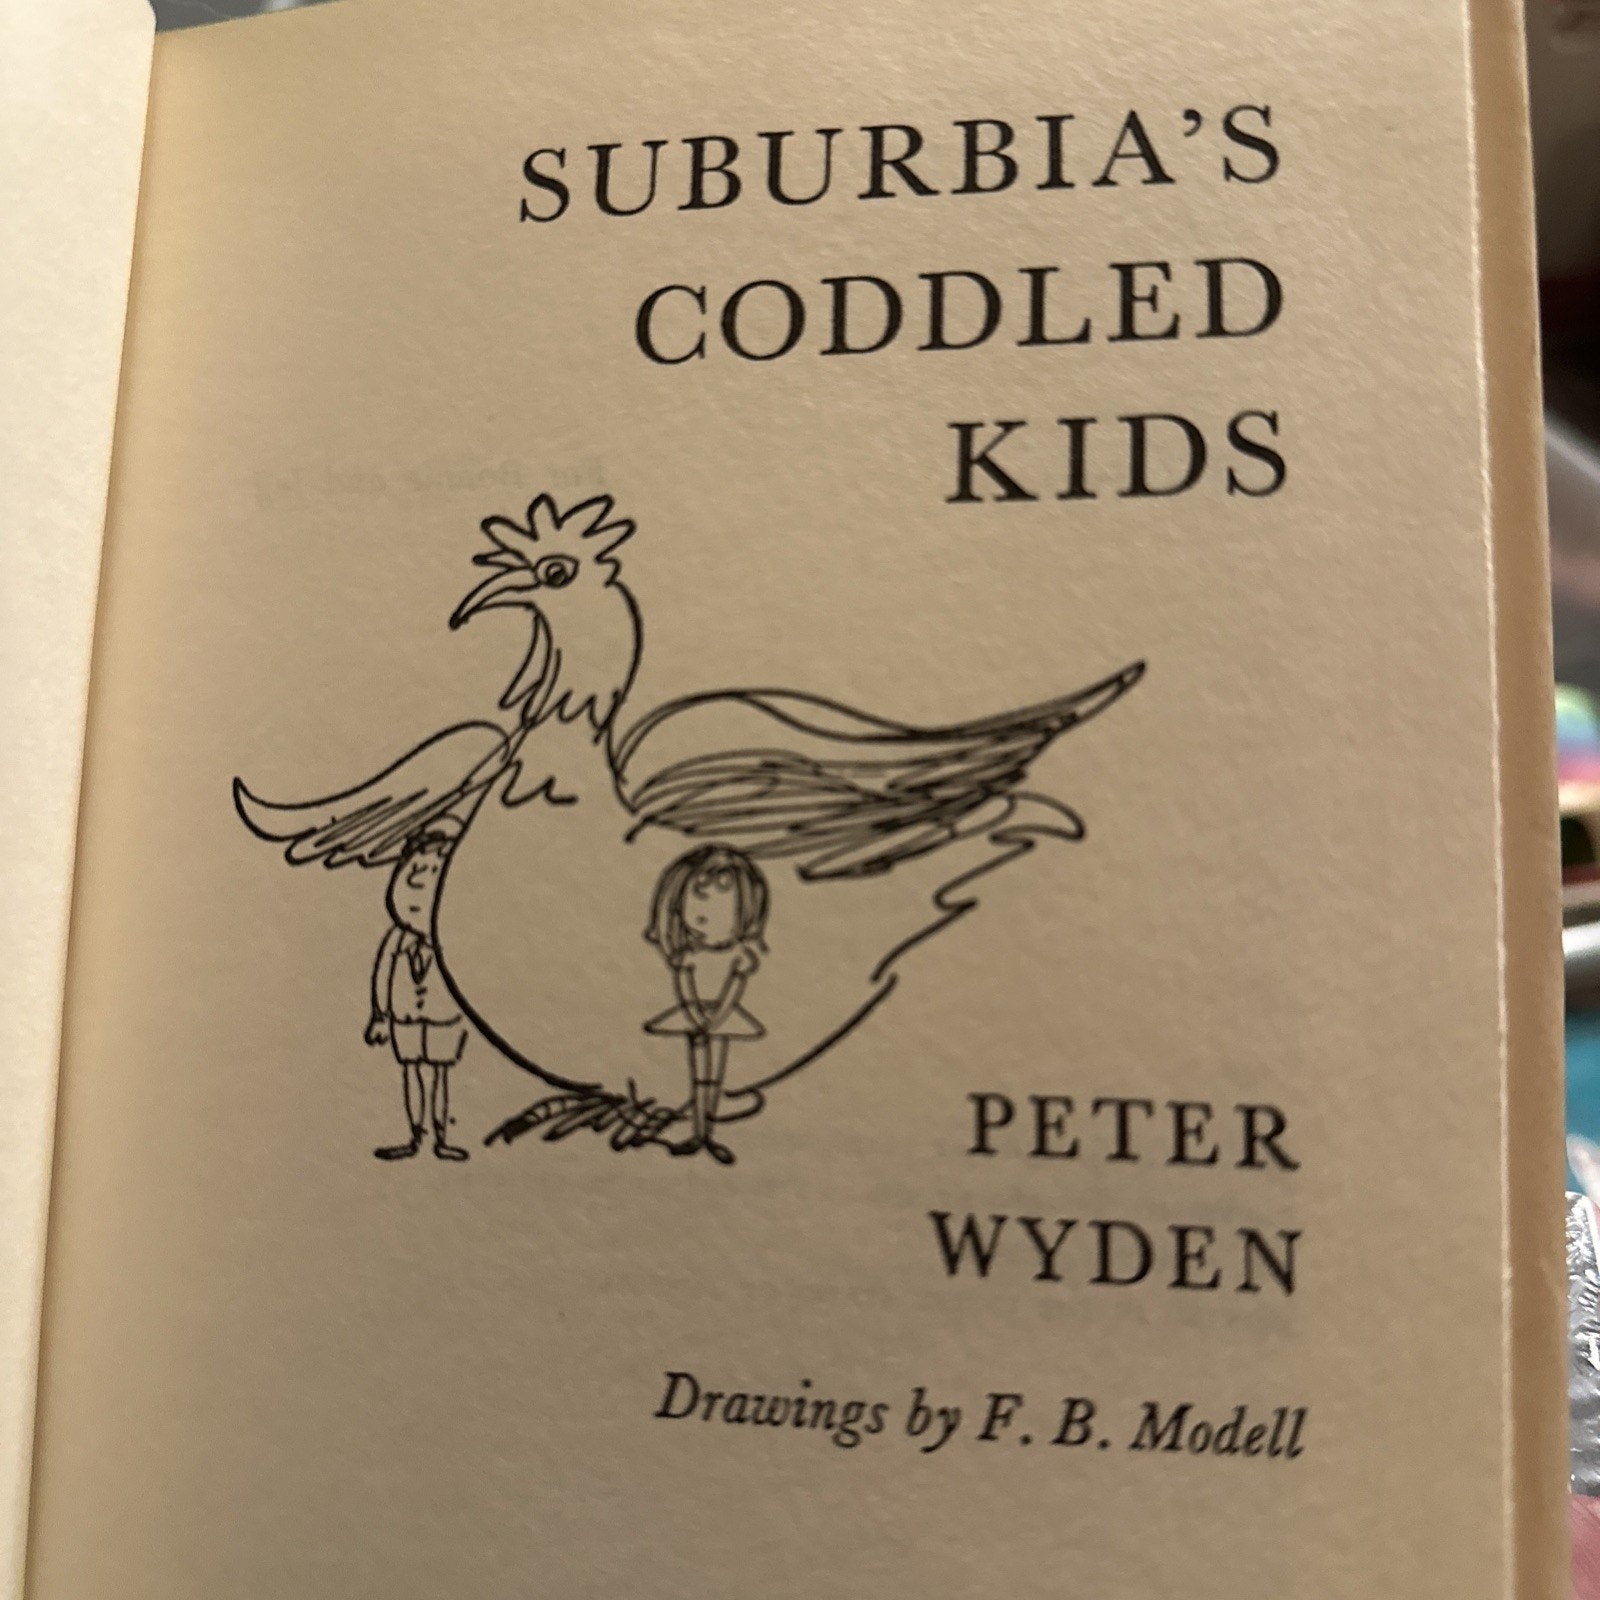 SUBURBIA'S
CODDLED
KIDS
PETER
WYDEN
Drawings by F. B. Modell